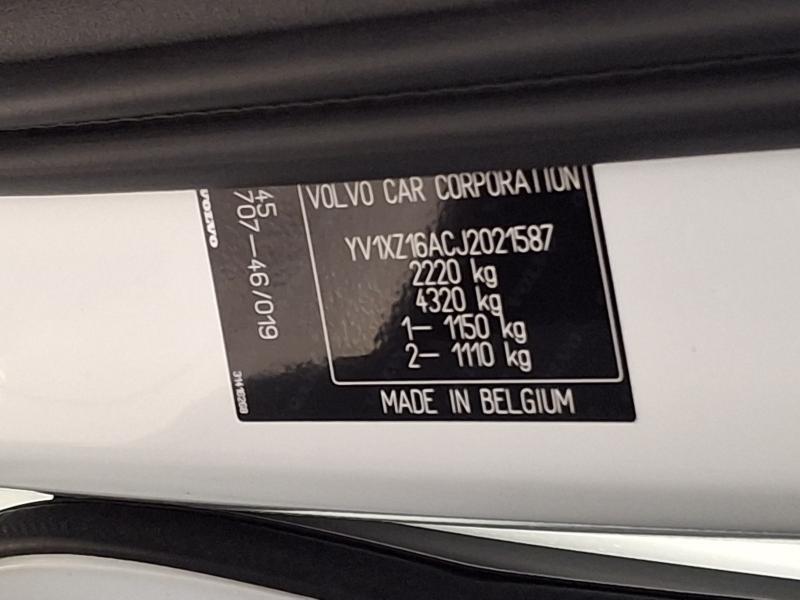 VOLVO CAR CORPORATION
YV1XZ16ACJ2021587
2220 kg
4320 kg
1– 1150 kg
2– 1110 kg
MADE IN BELGIUM
45
707–46/019
VOLVO
31418268